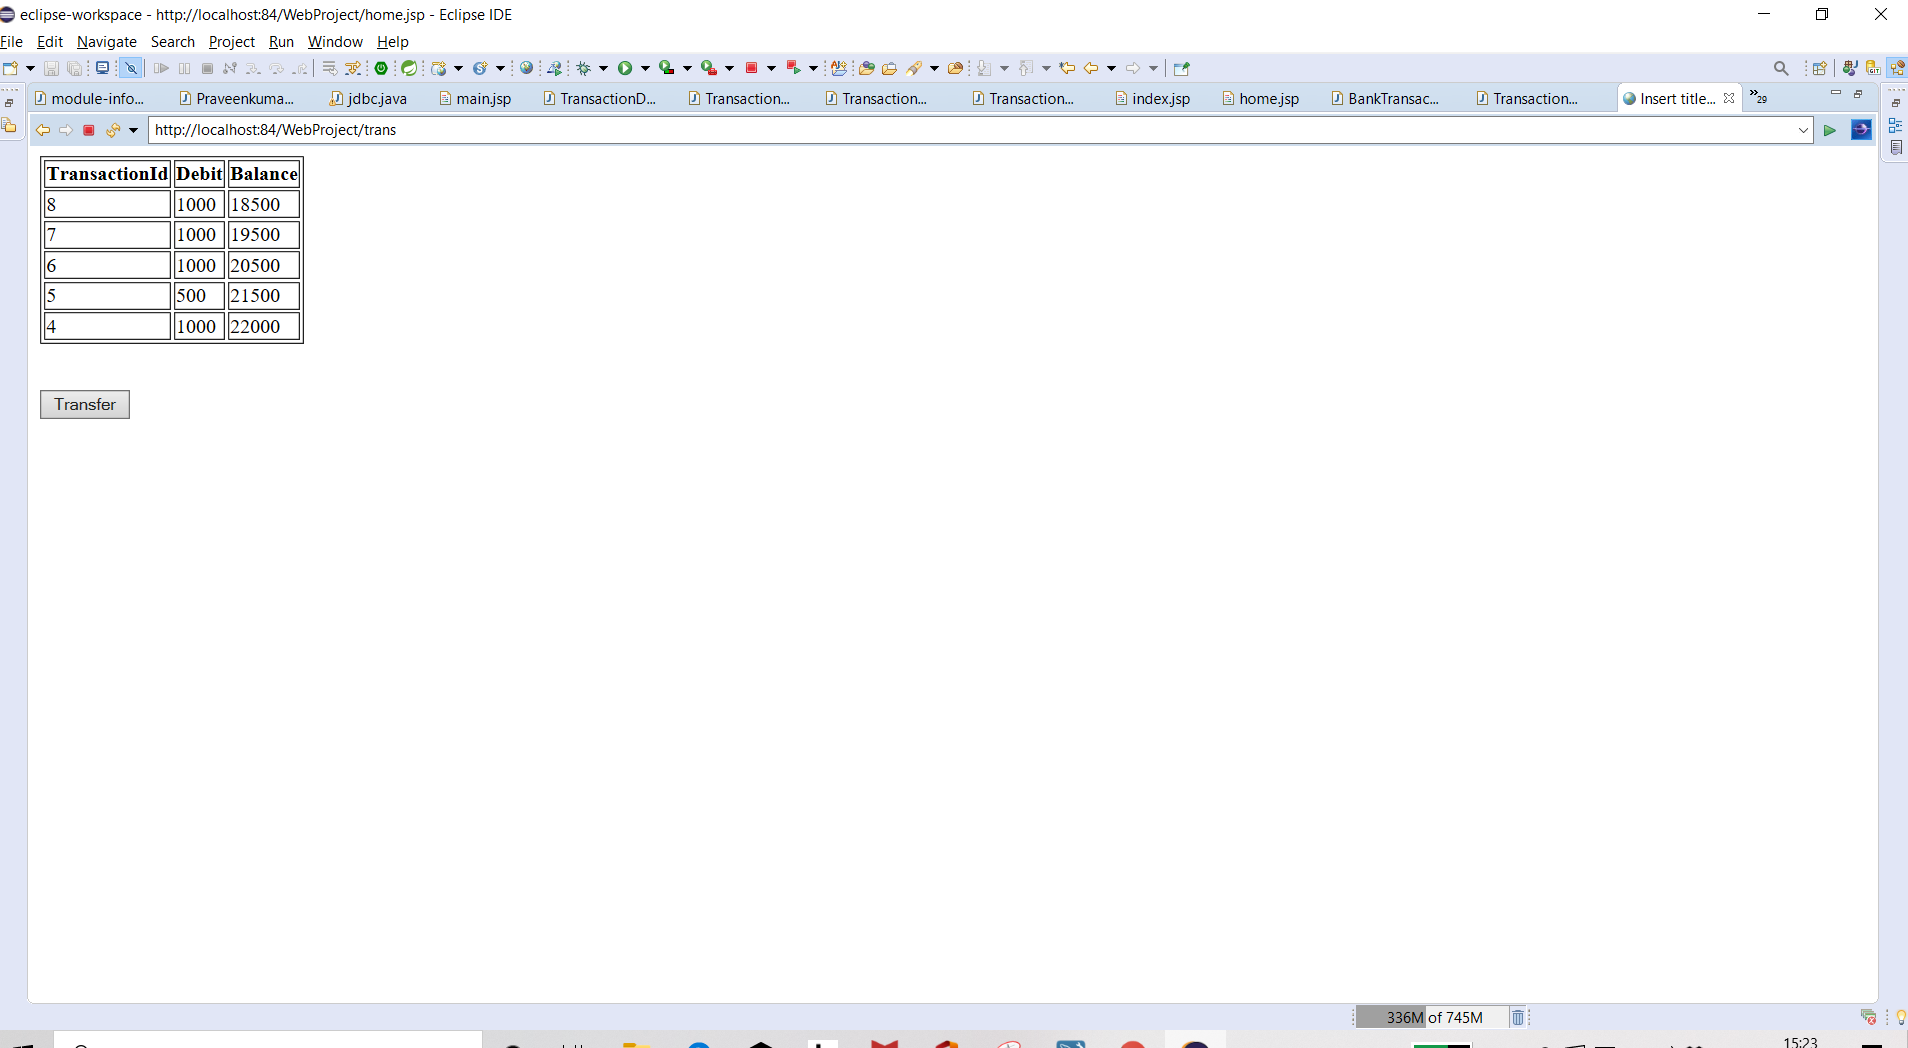 eclipse-workspace - http://localhost:84/WebProject/home.jsp - Eclipse IDE
File Edit Navigate Search Project Run Window Help
module-info... Praveenkuma... jdbc.java main.jsp TransactionD... Transaction... Transaction... Transaction... index.jsp home.jsp BankTransac... Transaction... Insert title... 29
http://localhost:84/WebProject/trans
TransactionId Debit Balance
8 1000 18500
7 1000 19500
6 1000 20500
5 500 21500
4 1000 22000
Transfer
336M of 745M
15:23